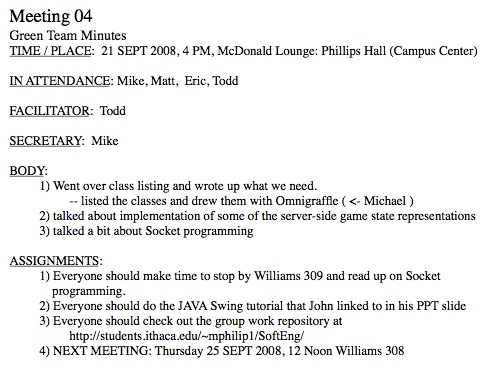 Meeting 04
Green Team Minutes
TIME / PLACE:  21 SEPT 2008, 4 PM, McDonald Lounge: Phillips Hall (Campus Center)
IN ATTENDANCE: Mike, Matt,  Eric, Todd
FACILITATOR:  Todd
SECRETARY:  Mike
BODY:
1) Went over class listing and wrote up what we need.
-- listed the classes and drew them with Omnigraffle ( <- Michael )
2) talked about implementation of some of the server-side game state representations
3) talked a bit about Socket programming
ASSIGNMENTS:
1) Everyone should make time to stop by Williams 309 and read up on Socket
programming.
2) Everyone should do the JAVA Swing tutorial that John linked to in his PPT slide
3) Everyone should check out the group work repository at
http://students.ithaca.edu/~mphilip1/SoftEng/
4) NEXT MEETING: Thursday 25 SEPT 2008, 12 Noon Williams 308